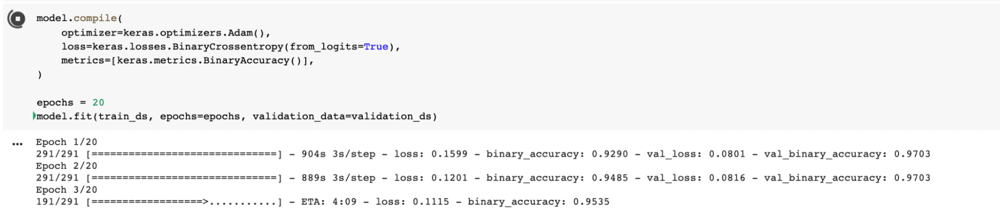 model.compile(
    optimizer=keras.optimizers.Adam(),
    loss=keras.losses.BinaryCrossentropy(from_logits=True),
    metrics=[keras.metrics.BinaryAccuracy()],
)
epochs = 20
model.fit(train_ds, epochs=epochs, validation_data=validation_ds)
Epoch 1/20
291/291 [==============================] - 904s 3s/step - loss: 0.1599 - binary_accuracy: 0.9290 - val_loss: 0.0801 - val_binary_accuracy: 0.9703
Epoch 2/20
291/291 [==============================] - 889s 3s/step - loss: 0.1201 - binary_accuracy: 0.9485 - val_loss: 0.0816 - val_binary_accuracy: 0.9703
Epoch 3/20
191/291 [==================>...........] - ETA: 4:09 - loss: 0.1115 - binary_accuracy: 0.9535